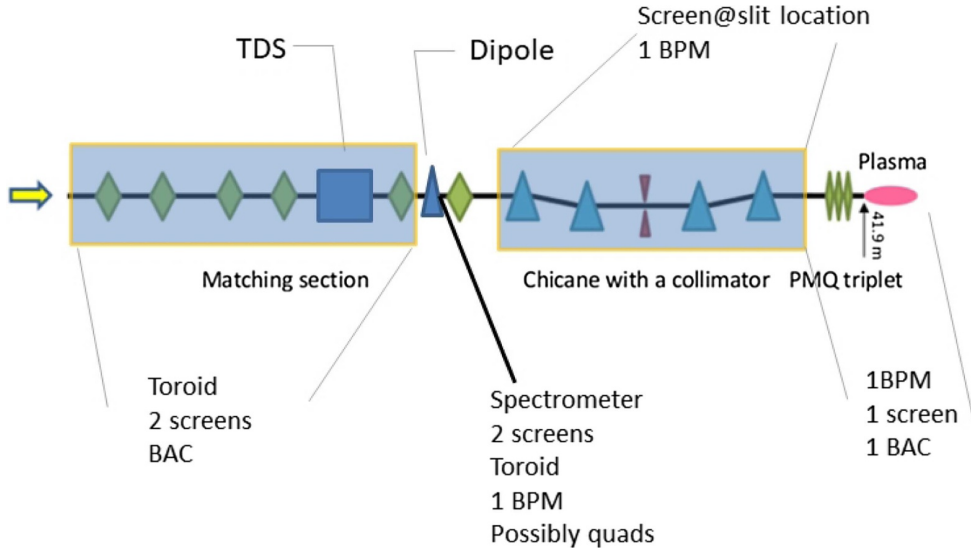 Screen@slit location
1 BPM
TDS
Dipole
Plasma
41.9 m
Matching section
Chicane with a collimator
PMQ triplet
Toroid
2 screens
BAC
Spectrometer
2 screens
Toroid
1 BPM
Possibly quads
1BPM
1 screen
1 BAC